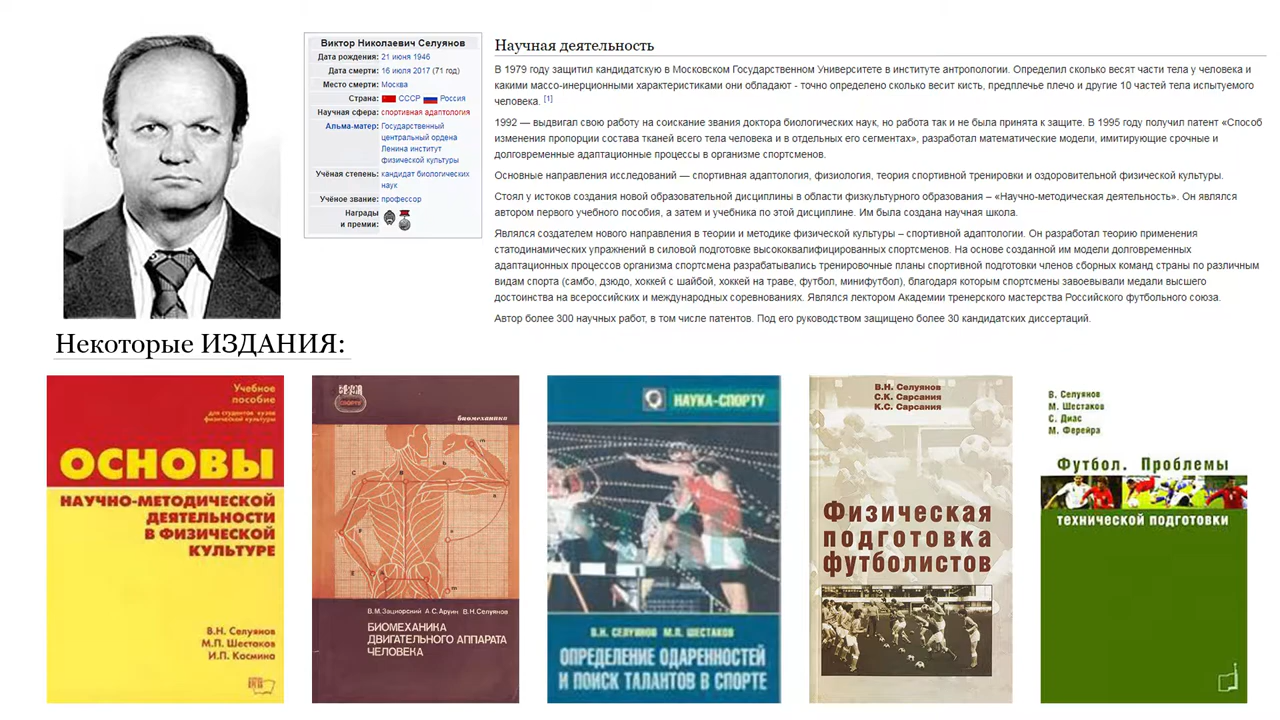 Виктор Николаевич Селуянов
Дата рождения: 21 июня 1946
Дата смерти: 16 июля 2017 (71 год)
Место смерти: Москва
Страна: СССР Россия
Научная сфера: спортивная адаптология
Альма-матер: Государственный
центральный ордена
Ленина институт
физической культуры
Учёная степень: кандидат биологических
наук
Учёное звание: профессор
Награды
и премии:
Научная деятельность
В 1979 году защитил кандидатскую в Московском Государственном Университете в институте антропологии. Определил сколько весят части тела у человека и
какими массо-инерционными характеристиками они обладают - точно определено сколько весит кисть, предплечье плечо и другие 10 частей тела испытуемого
человека. [1]
1992 — выдвигал свою работу на соискание звания доктора биологических наук, но работа так и не была принята к защите. В 1995 году получил патент «Способ
изменения пропорции состава тканей всего тела человека и в отдельных его сегментах», разработал математические модели, имитирующие срочные и
долговременные адаптационные процессы в организме спортсменов.
Основные направления исследований — спортивная адаптология, физиология, теория спортивной тренировки и оздоровительной физической культуры.
Стоял у истоков создания новой образовательной дисциплины в области физкультурного образования – «Научно-методическая деятельность». Он являлся
автором первого учебного пособия, а затем и учебника по этой дисциплине. Им была создана научная школа.
Являлся создателем нового направления в теории и методике физической культуры – спортивной адаптологии. Он разработал теорию применения
статодинамических упражнений в силовой подготовке высококвалифицированных спортсменов. На основе созданной им модели долговременных
адаптационных процессов организма спортсмена разрабатывались тренировочные планы спортивной подготовки членов сборных команд страны по различным
видам спорта (самбо, дзюдо, хоккей с шайбой, хоккей на траве, футбол, минифутбол), благодаря которым спортсмены завоевывали медали высшего
достоинства на всероссийских и международных соревнованиях. Являлся лектором Академии тренерского мастерства Российского футбольного союза.
Автор более 300 научных работ, в том числе патентов. Под его руководством защищено более 30 кандидатских диссертаций.
Некоторые ИЗДАНИЯ:
Учебное
пособие
для студентов вузов
физической культуры
ОСНОВЫ
НАУЧНО-МЕТОДИЧЕСКОЙ
ДЕЯТЕЛЬНОСТИ
В ФИЗИЧЕСКОЙ
КУЛЬТУРЕ
В.Н. Селуянов
М.П. Шестаков
И.П. Космина
НАУКА
СПОРТУ
биомеханика
В.М. Зациорский А.С. Аруин В.Н. Селуянов
БИОМЕХАНИКА
ДВИГАТЕЛЬНОГО АППАРАТА
ЧЕЛОВЕКА
НАУКА-СПОРТУ
В.Н. СЕЛУЯНОВ М.П. ШЕСТАКОВ
ОПРЕДЕЛЕНИЕ ОДАРЕННОСТЕЙ
И ПОИСК ТАЛАНТОВ В СПОРТЕ
В.Н. Селуянов
С.К. Сарсания
К.С. Сарсания
Физическая
подготовка
футболистов
В. Селуянов
М. Шестаков
С. Диас
М. Ферейра
Футбол. Проблемы
технической подготовки